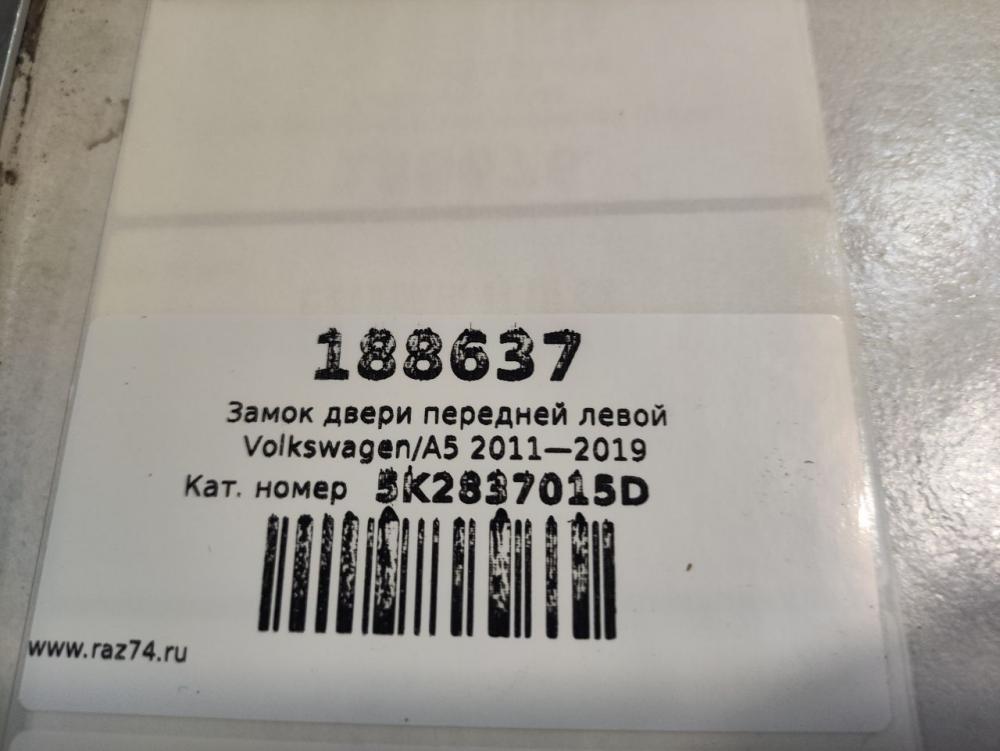 188637
Замок двери передней левой
Volkswagen/A5 2011—2019
Кат. номер 5K2837015D
www.raz74.ru